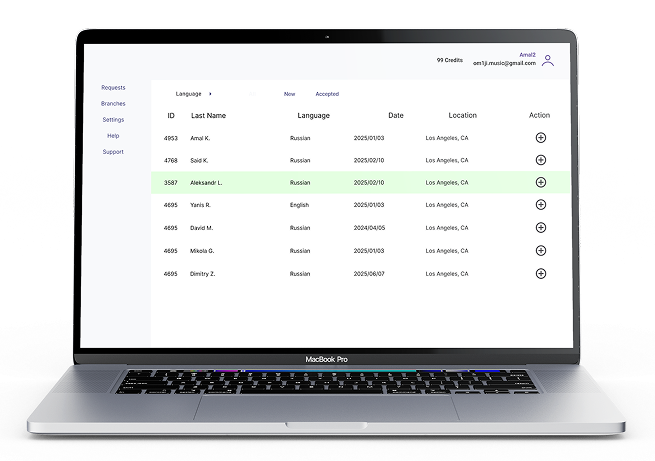 Amal2
99 Credits om1ji.music@gmail.com
Requests
Branches
Settings
Help
Support
Language New Accepted
ID Last Name Language Date Location Action
4953 Amal K. Russian 2025/01/03 Los Angeles, CA
4768 Said K. Russian 2025/02/10 Los Angeles, CA
3587 Aleksandr L. Russian 2025/02/10 Los Angeles, CA
4695 Yanis R. English 2025/01/03 Los Angeles, CA
4695 David M. Russian 2024/04/05 Los Angeles, CA
4695 Mikola G. Russian 2025/01/03 Los Angeles, CA
4695 Dimitry Z. Russian 2025/06/07 Los Angeles, CA
MacBook Pro